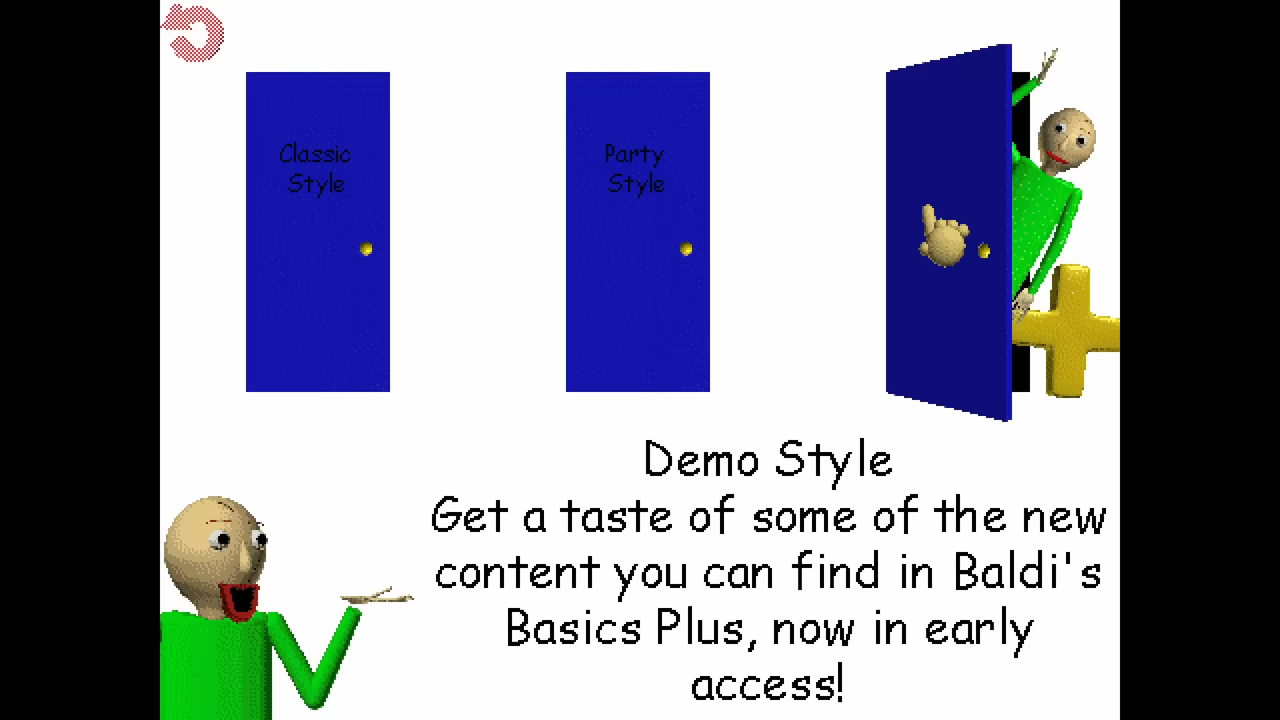 Classic
Style
Party
Style
Demo Style
Get a taste of some of the new
content you can find in Baldi's
Basics Plus, now in early
access!